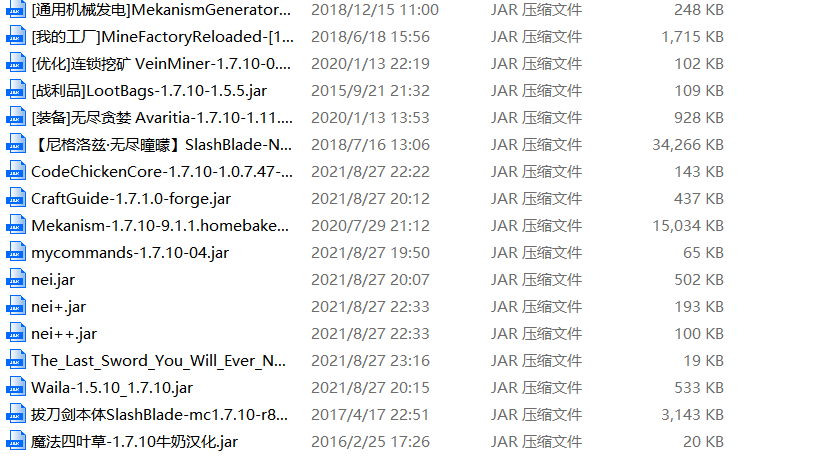 [通用机械发电]MekanismGenerator... 2018/12/15 11:00 JAR 压缩文件 248 KB
[我的工厂]MineFactoryReloaded-[1... 2018/6/18 15:56 JAR 压缩文件 1,715 KB
[优化]连锁挖矿 VeinMiner-1.7.10-0.... 2020/1/13 22:19 JAR 压缩文件 102 KB
[战利品]LootBags-1.7.10-1.5.5.jar 2015/9/21 21:32 JAR 压缩文件 109 KB
[装备]无尽贪婪 Avaritia-1.7.10-1.11.... 2020/1/13 13:53 JAR 压缩文件 928 KB
【尼格洛兹·无尽曈曚】SlashBlade-N... 2018/7/16 13:06 JAR 压缩文件 34,266 KB
CodeChickenCore-1.7.10-1.0.7.47-... 2021/8/27 22:22 JAR 压缩文件 143 KB
CraftGuide-1.7.1.0-forge.jar 2021/8/27 20:12 JAR 压缩文件 437 KB
Mekanism-1.7.10-9.1.1.homebake... 2020/7/29 21:12 JAR 压缩文件 15,034 KB
mycommands-1.7.10-04.jar 2021/8/27 19:50 JAR 压缩文件 65 KB
nei.jar 2021/8/27 20:07 JAR 压缩文件 502 KB
nei+.jar 2021/8/27 22:33 JAR 压缩文件 193 KB
nei++.jar 2021/8/27 22:33 JAR 压缩文件 100 KB
The_Last_Sword_You_Will_Ever_N... 2021/8/27 23:16 JAR 压缩文件 19 KB
Waila-1.5.10_1.7.10.jar 2021/8/27 20:15 JAR 压缩文件 533 KB
拔刀剑本体SlashBlade-mc1.7.10-r8... 2017/4/17 22:51 JAR 压缩文件 3,143 KB
魔法四叶草-1.7.10牛奶汉化.jar 2016/2/25 17:26 JAR 压缩文件 20 KB